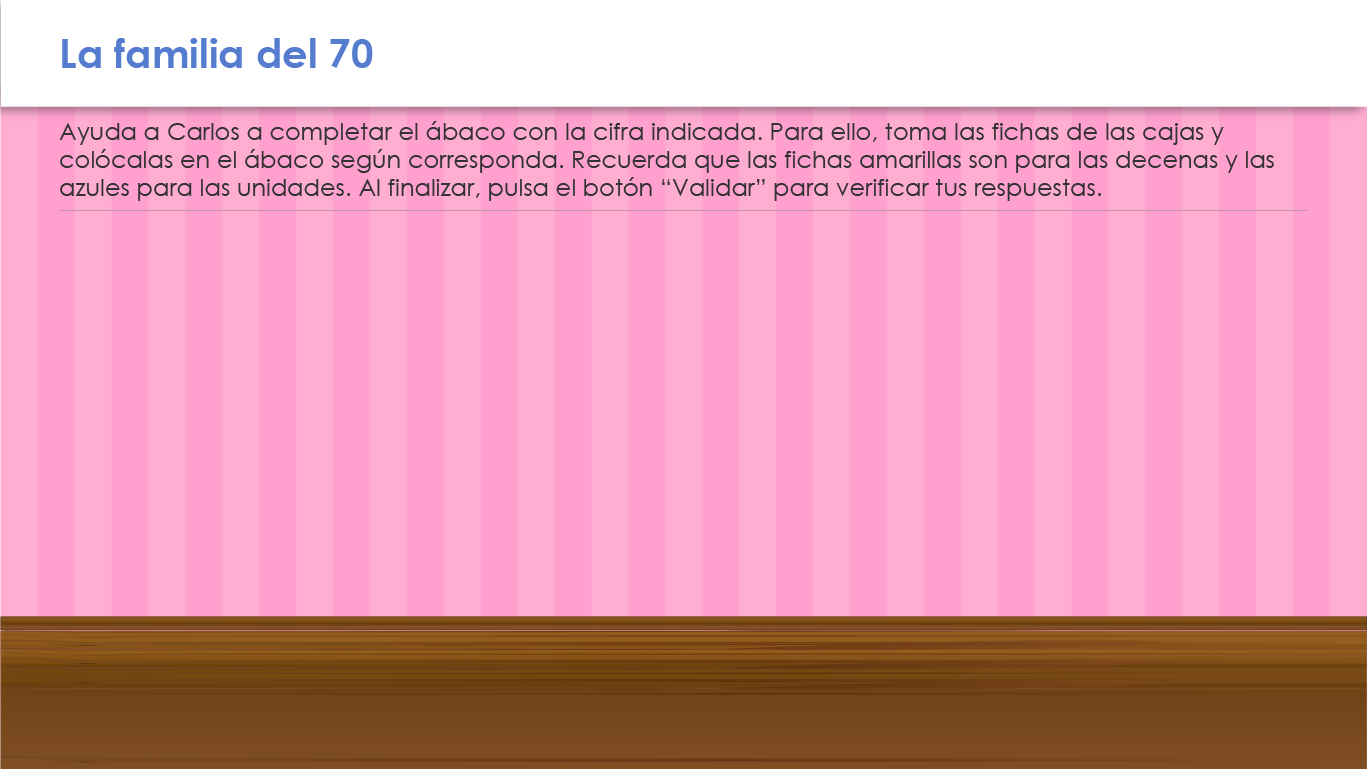 La familia del 70
Ayuda a Carlos a completar el ábaco con la cifra indicada. Para ello, toma las fichas de las cajas y
colócalas en el ábaco según corresponda. Recuerda que las fichas amarillas son para las decenas y las
azules para las unidades. Al finalizar, pulsa el botón “Validar” para verificar tus respuestas.